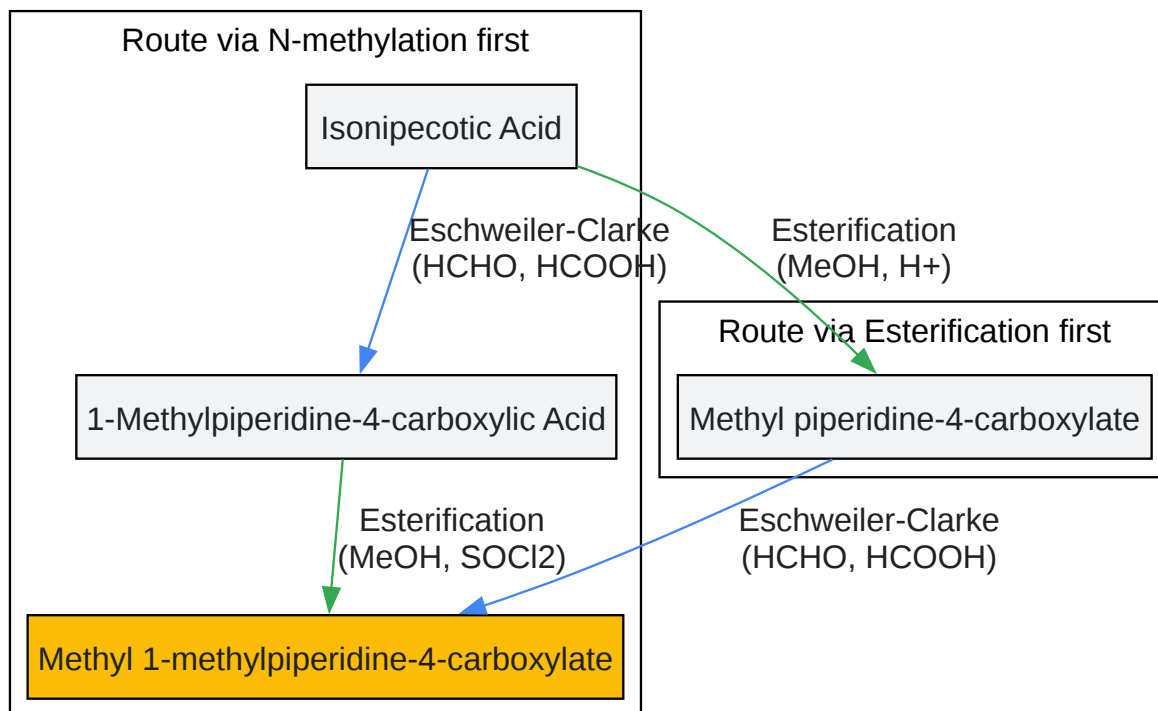 Route via N-methylation first
Isonipecotic Acid
Eschweiler-Clarke
(HCHO, HCOOH)
Esterification
(MeOH, H+)
Route via Esterification first
1-Methylpiperidine-4-carboxylic Acid
Methyl piperidine-4-carboxylate
Esterification
(MeOH, SOCl2)
Eschweiler-Clarke
(HCHO, HCOOH)
Methyl 1-methylpiperidine-4-carboxylate